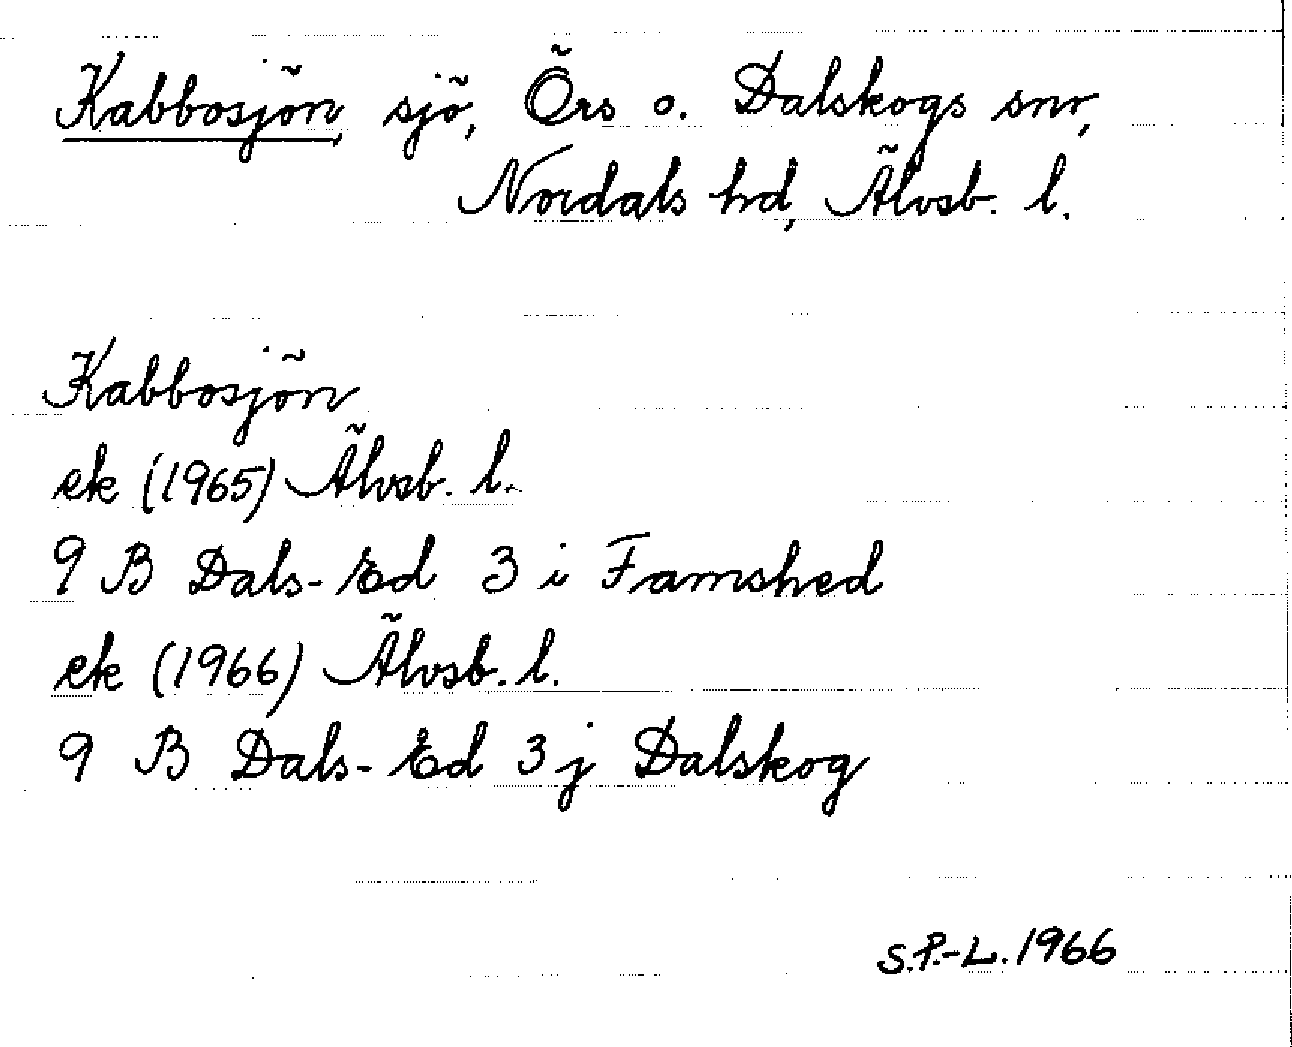 Kabbosjön, sjö, Örs o. Dalskogs snr,
Nordals hd, Älvsb. l.
Kabbosjön
ek (1965) Älvsb. l.
9 B Dals-Ed 3 i Framshed
ek (1966) Älvsb. l.
9 B Dals-Ed 3 j Dalskog
S.P.-L. 1966